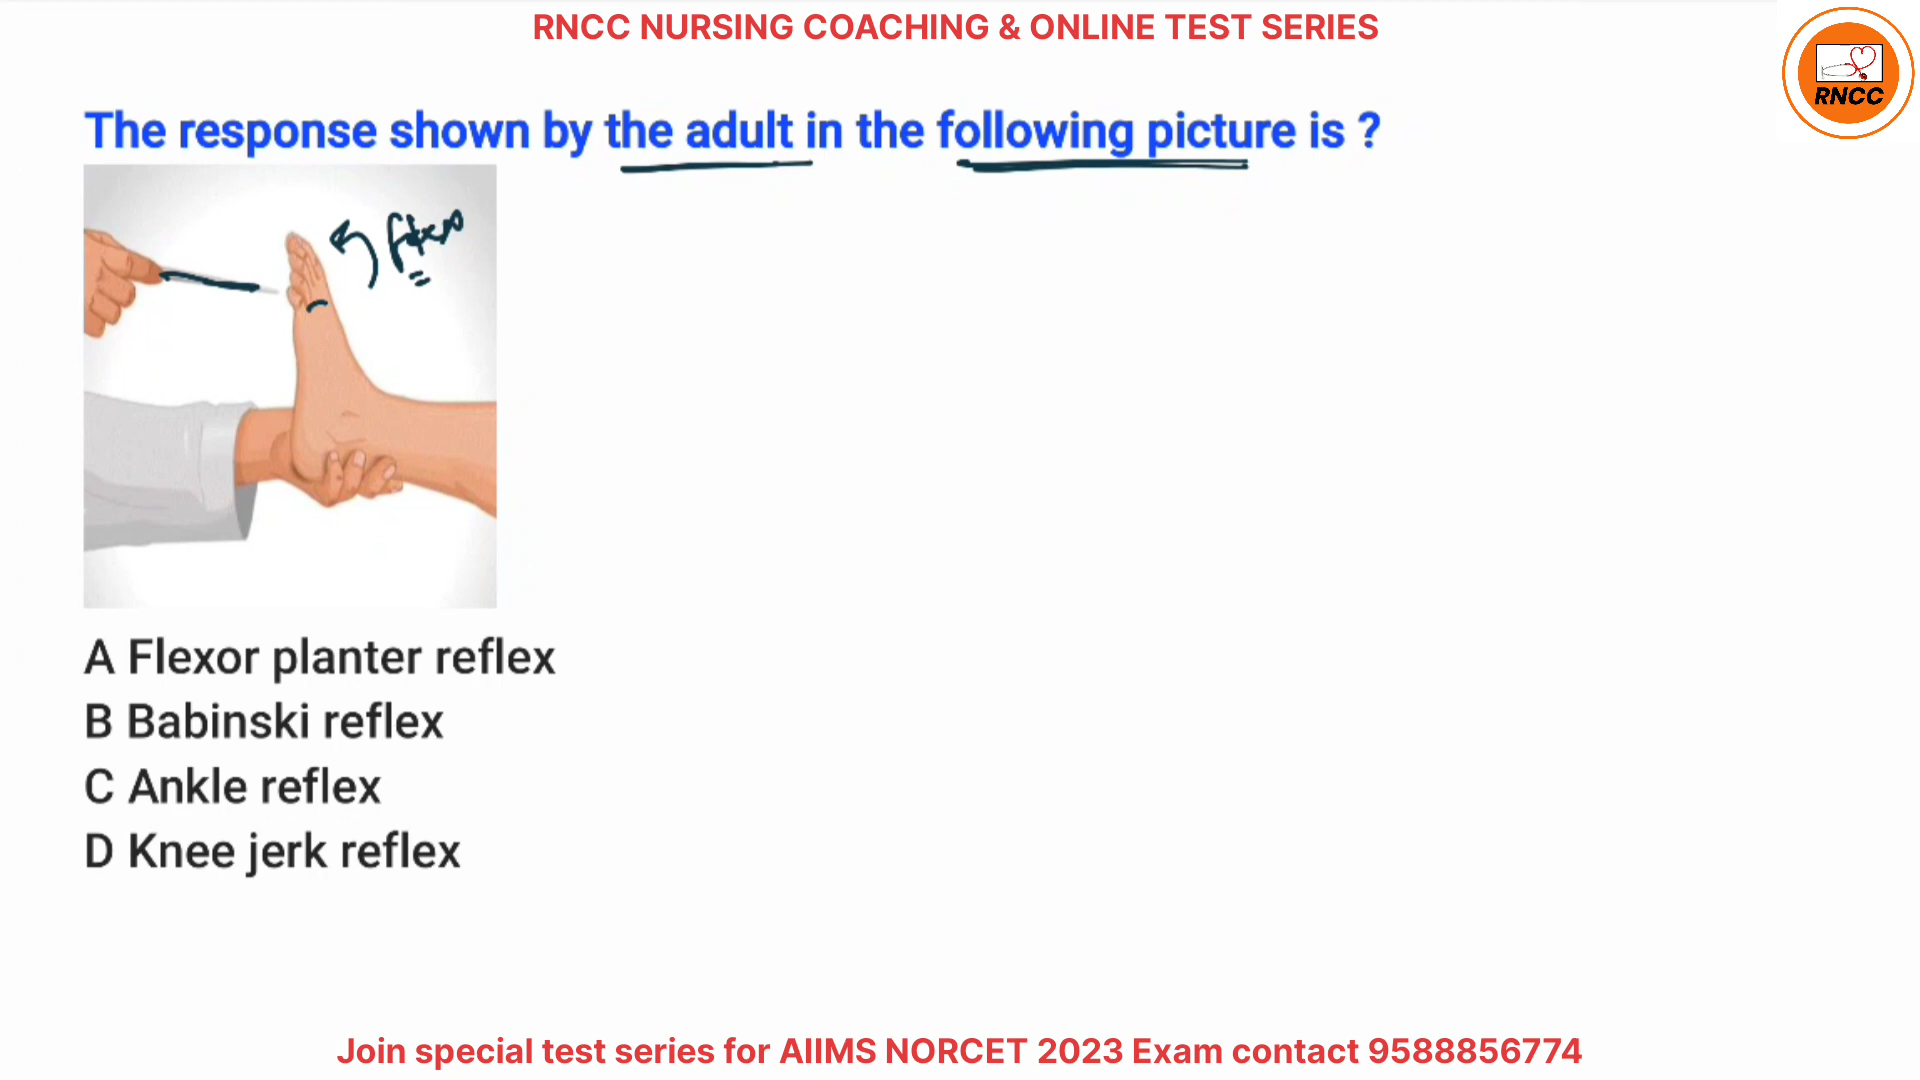 RNCC NURSING COACHING & ONLINE TEST SERIES
RNCC
The response shown by the adult in the following picture is ?
A Flexor planter reflex
B Babinski reflex
C Ankle reflex
D Knee jerk reflex
Join special test series for AIIMS NORCET 2023 Exam contact 9588856774